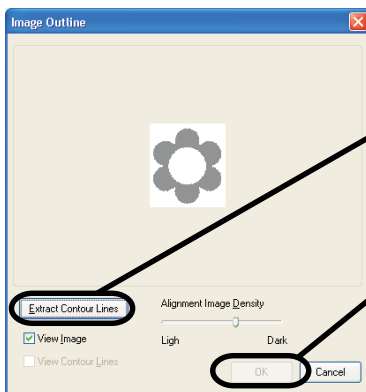 Image Outline
Extract Contour Lines
Alignment Image Density
View Image
Ligh Dark
View Contour Lines
OK Cancel